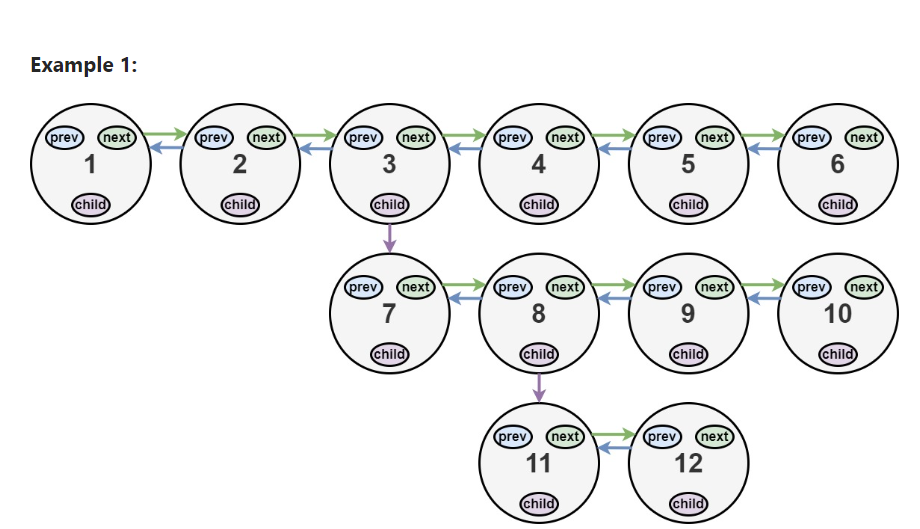 Example 1:
prev next prev next prev next prev next prev next prev next
1 2 3 4 5 6
child child child child child child
prev next prev next prev next prev next
7 8 9 10
child child child child
prev next prev next
11 12
child child